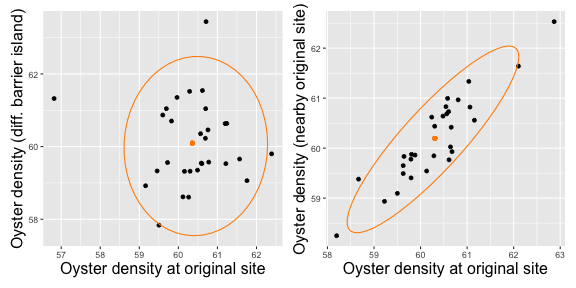 Oyster density (diff. barrier island)
62
60
58
57 58 59 60 61 62
Oyster density at original site
Oyster density (nearby original site)
62
61
60
59
58 59 60 61 62 63
Oyster density at original site